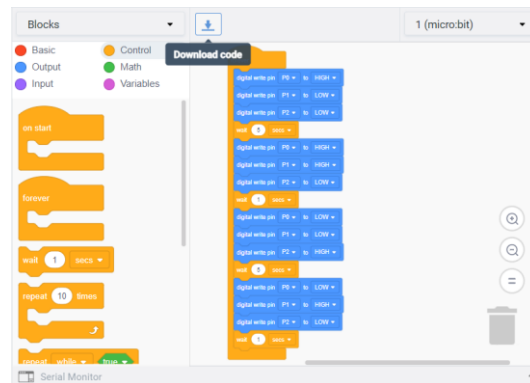 Blocks
1 (micro:bit)
Download code
Basic Control
Output Math
Input Variables
on start
forever
wait 1 secs
repeat 10 times
repeat while true
digital write pin P0 to HIGH
digital write pin P1 to LOW
digital write pin P2 to LOW
wait 5 secs
digital write pin P0 to HIGH
digital write pin P1 to HIGH
digital write pin P2 to LOW
wait 1 secs
digital write pin P0 to LOW
digital write pin P1 to LOW
digital write pin P2 to HIGH
wait 5 secs
digital write pin P0 to LOW
digital write pin P1 to HIGH
digital write pin P2 to LOW
wait 1 secs
Serial Monitor